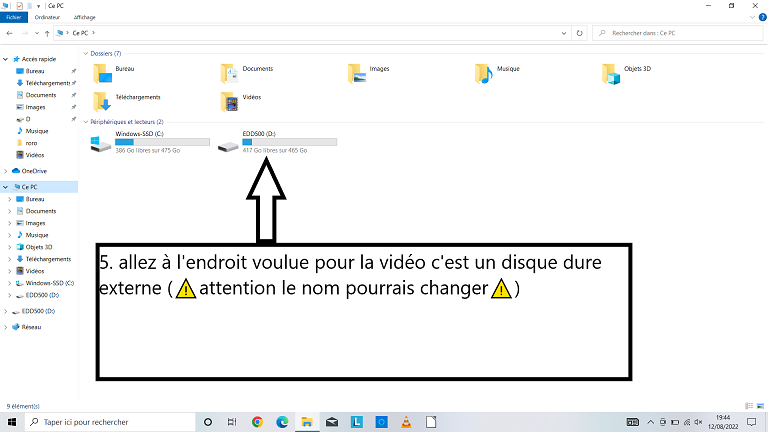 Ce PC
Fichier Ordinateur Affichage
Ce PC
Rechercher dans : Ce PC
Accès rapide
Bureau
Téléchargements
Documents
Images
D
Musique
roro
Vidéos
OneDrive
Ce PC
Bureau
Documents
Images
Musique
Objets 3D
Téléchargements
Vidéos
Windows-SSD (C:)
EDD500 (D:)
EDD500 (D:)
Réseau
Dossiers (7)
Bureau
Documents
Images
Musique
Objets 3D
Téléchargements
Vidéos
Périphériques et lecteurs (2)
Windows-SSD (C:)
386 Go libres sur 475 Go
EDD500 (D:)
417 Go libres sur 465 Go
5. allez à l'endroit voulue pour la vidéo c'est un disque dure
externe (⚠attention le nom pourrais changer⚠)
9 élément(s)
Taper ici pour rechercher
19:44
12/08/2022